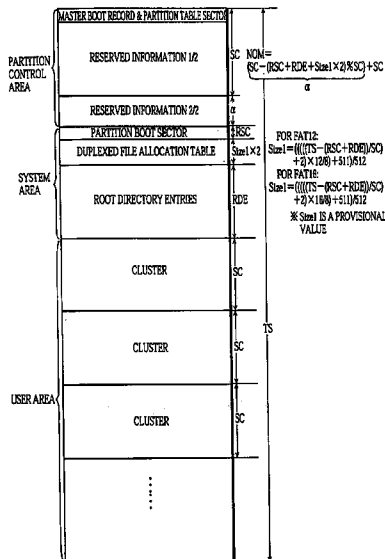 MASTER BOOT RECORD & PARTITION TABLE SECTOR
PARTITION
CONTROL
AREA
RESERVED INFORMATION 1/2
SC
NOM=
(SC−(RSC+RDE+Size1×2)%SC)+SC
α
RESERVED INFORMATION 2/2
α
PARTITION BOOT SECTOR
RSC
SYSTEM
AREA
DUPLEXED FILE ALLOCATION TABLE
Size1×2
ROOT DIRECTORY ENTRIES
RDE
FOR FAT12:
Size1=(((((TS−(RSC+RDE))/SC)
+2)×12/8)+511)/512
FOR FAT16:
Size1=(((((TS−(RSC+RDE))/SC)
+2)×16/8)+511)/512
※ Size1 IS A PROVISIONAL
VALUE
CLUSTER
SC
CLUSTER
SC
TS
USER AREA
CLUSTER
SC